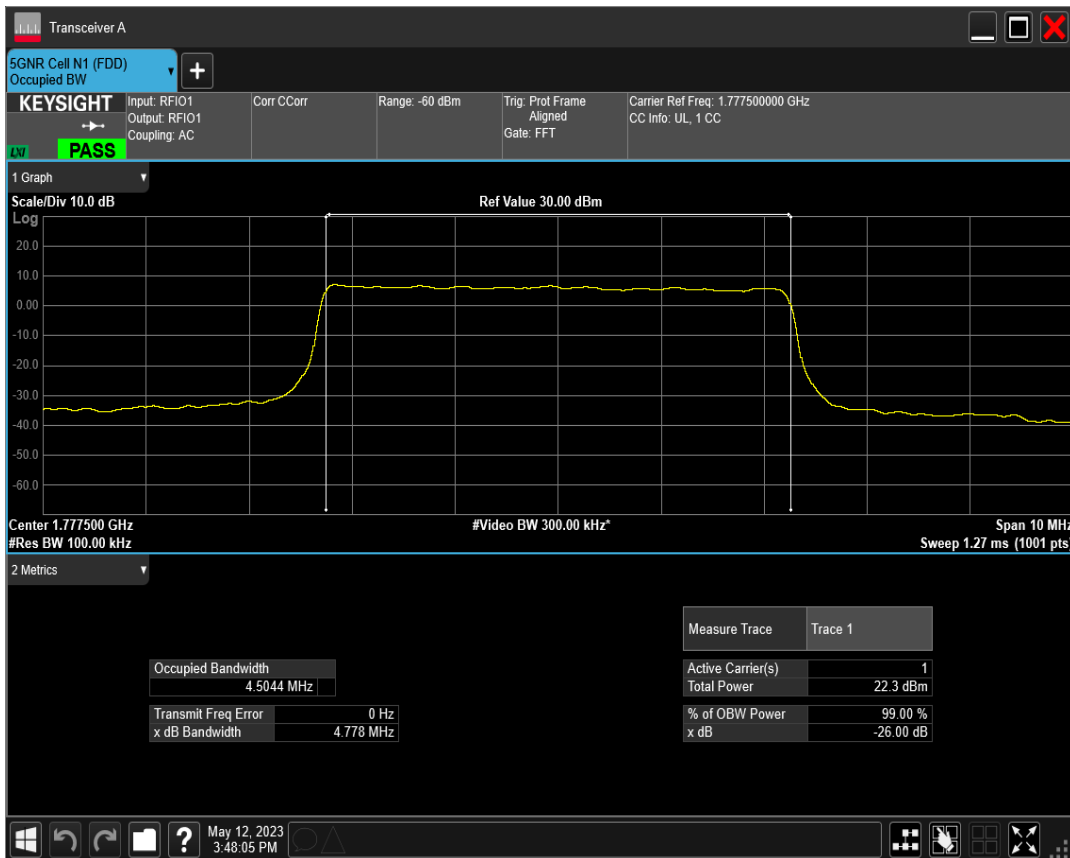 Transceiver A
5GNR Cell N1 (FDD)
Occupied BW
+
KEYSIGHT
LXI
PASS
Input: RFIO1
Output: RFIO1
Coupling: AC
Corr CCorr
Range: -60 dBm
Trig: Prot Frame
Aligned
Gate: FFT
Carrier Ref Freq: 1.777500000 GHz
CC Info: UL, 1 CC
1 Graph
Scale/Div 10.0 dB
Ref Value 30.00 dBm
Log
20.0
10.0
0.00
-10.0
-20.0
-30.0
-40.0
-50.0
-60.0
Center 1.777500 GHz
#Video BW 300.00 kHz*
Span 10 MHz
#Res BW 100.00 kHz
Sweep 1.27 ms (1001 pts)
2 Metrics
Measure Trace Trace 1
Occupied Bandwidth
4.5044 MHz
Active Carrier(s) 1
Total Power 22.3 dBm
Transmit Freq Error 0 Hz
x dB Bandwidth 4.778 MHz
% of OBW Power 99.00 %
x dB -26.00 dB
?
May 12, 2023
3:48:05 PM